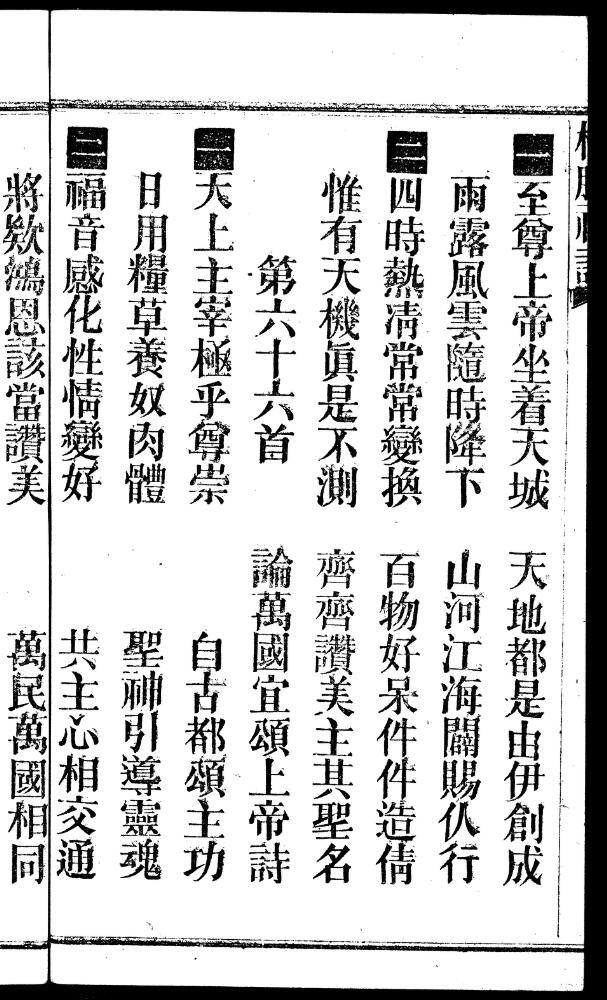 一 至尊上帝坐着天城 天地都是由伊創成
雨露風雲隨時降下 山河江海闢賜伙行
二 四時熱凊常常變換 百物好呆件件造倩
惟有天機眞是不測 齊齊讚美主其聖名
第六十六首 論萬國宜頌上帝詩
一 天上主宰極乎尊崇 自古都頌主功
日用糧草養奴肉體 聖神引導靈魂
二 福音感化性情變好 共主心相交通
將欵鴻恩該當讚美 萬民萬國相同